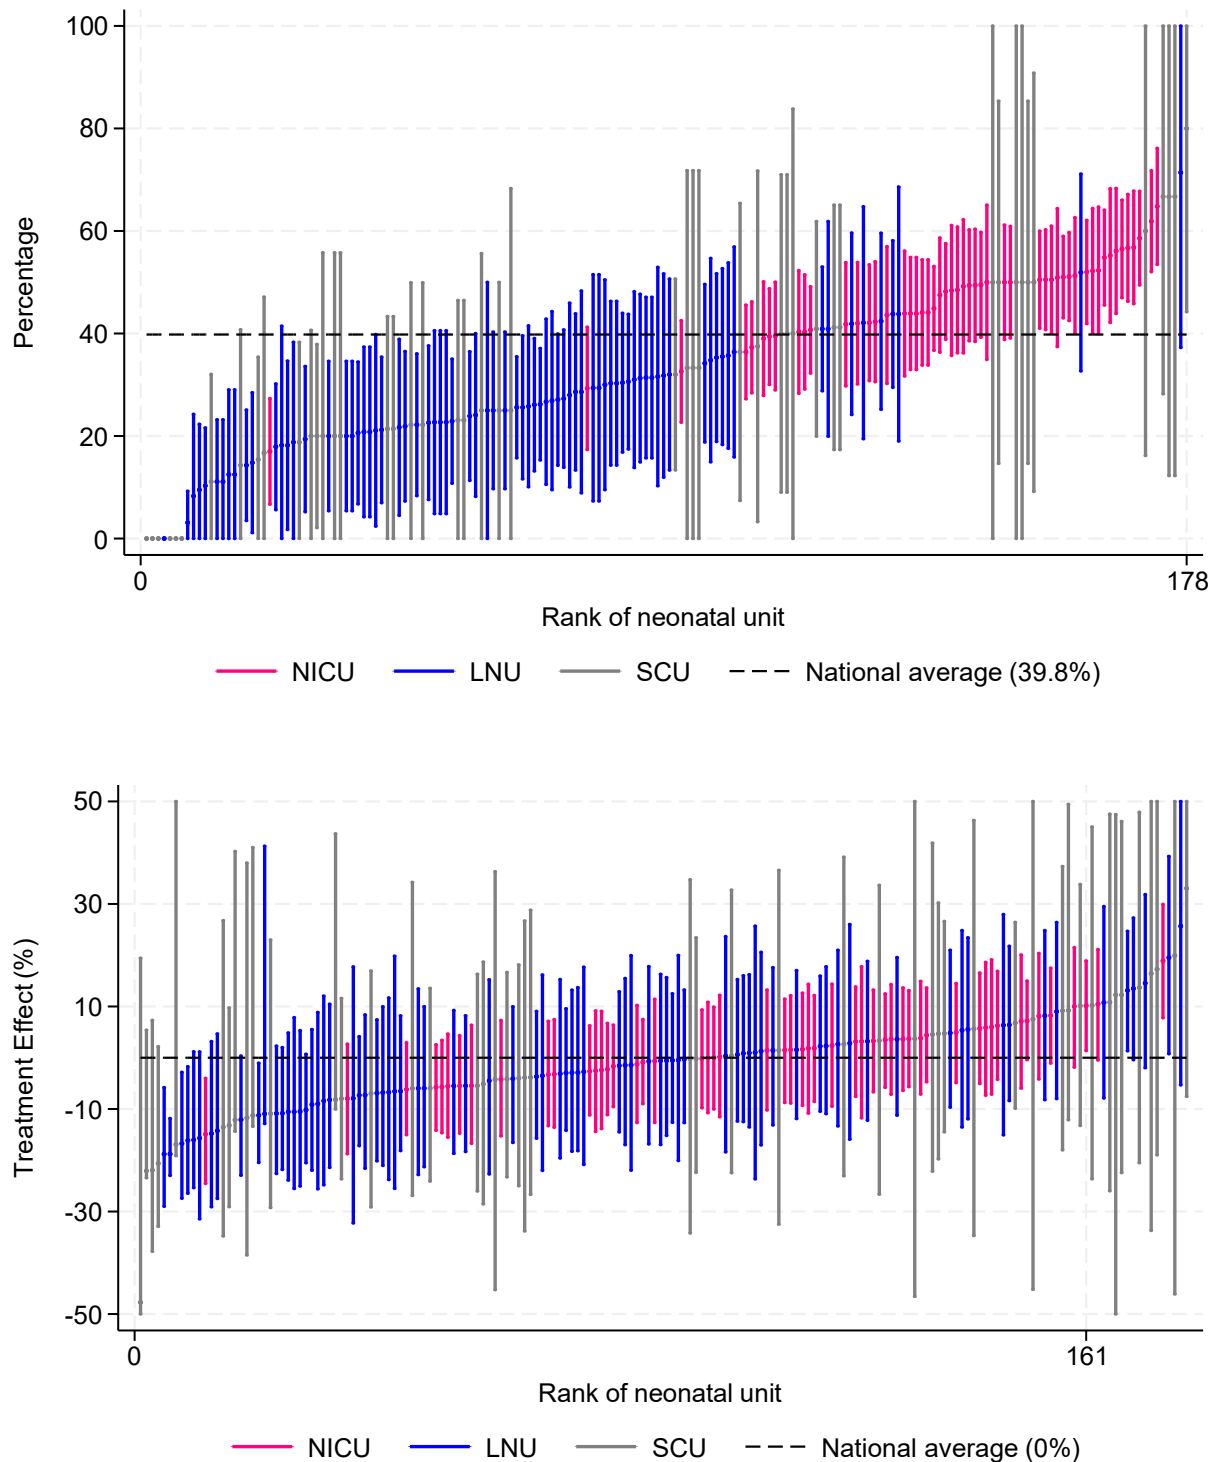 100
80
60
40
20
0
Percentage
0
178
Rank of neonatal unit
NICU LNU SCU National average (39.8%)
50
30
10
-10
-30
-50
Treatment Effect (%)
0
161
Rank of neonatal unit
NICU LNU SCU National average (0%)